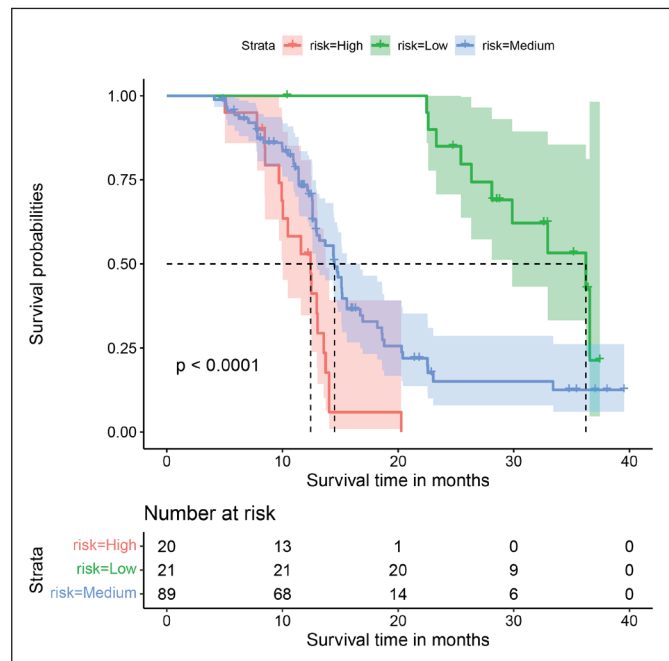 Strata risk=High risk=Low risk=Medium
1.00
0.75
0.50
0.25
0.00
Survival probabilities
p < 0.0001
0 10 20 30 40
Survival time in months
Number at risk
Strata
risk=High 20 13 1 0 0
risk=Low 21 21 20 9 0
risk=Medium 89 68 14 6 0
0 10 20 30 40
Survival time in months